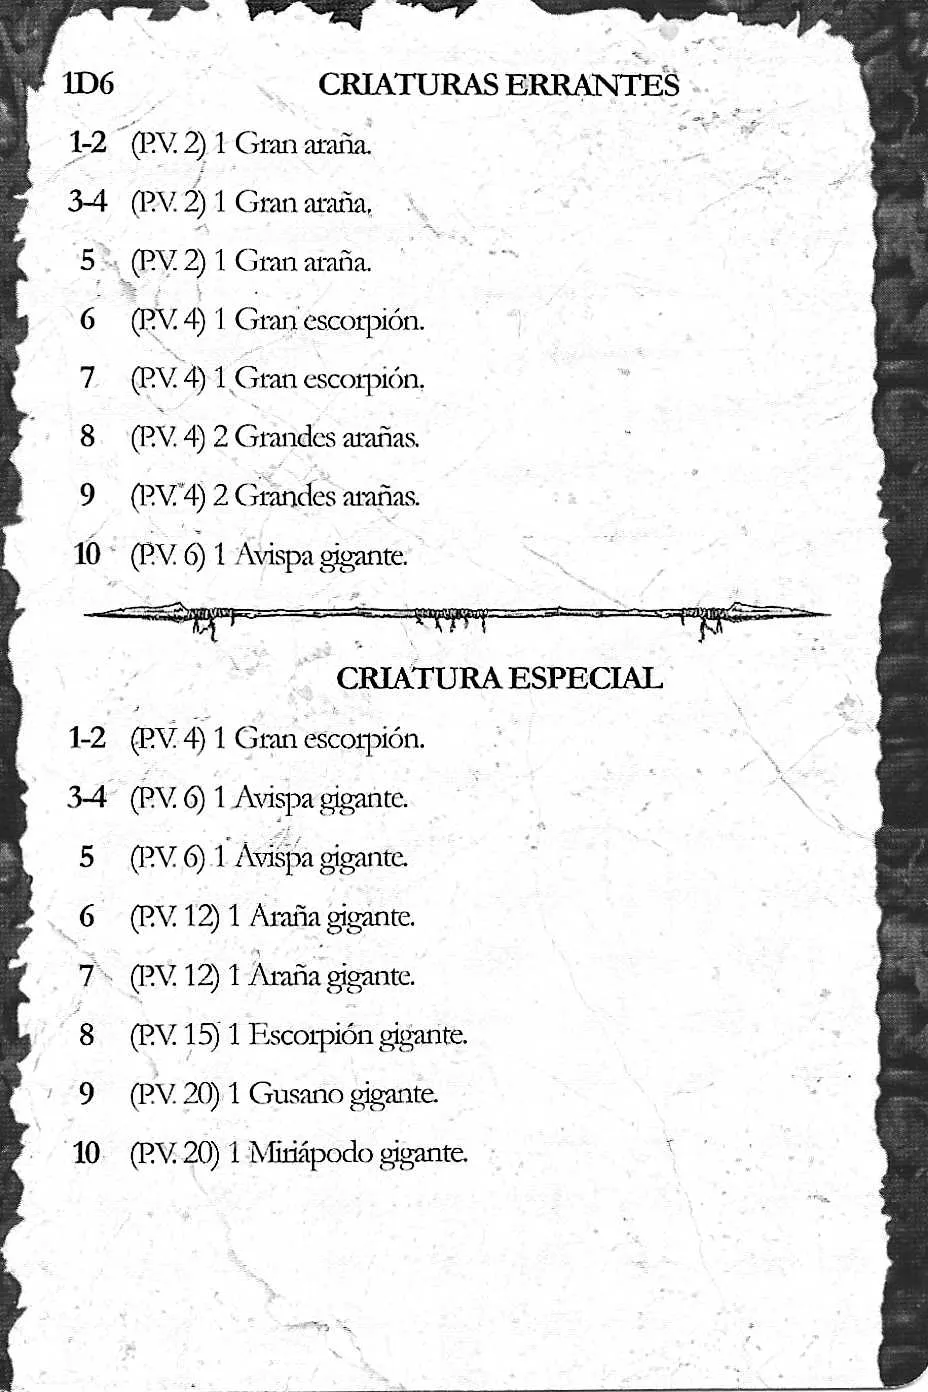 1D6 CRIATURAS ERRANTES
1-2 (P.V. 2) 1 Gran araña.
3-4 (P.V. 2) 1 Gran araña.
5 (P.V. 2) 1 Gran araña.
6 (P.V. 4) 1 Gran escorpión.
7 (P.V. 4) 1 Gran escorpión.
8 (P.V. 4) 2 Grandes arañas.
9 (P.V. 4) 2 Grandes arañas.
10 (P.V. 6) 1 Avispa gigante.
CRIATURA ESPECIAL
1-2 (P.V. 4) 1 Gran escorpión.
3-4 (P.V. 6) 1 Avispa gigante.
5 (P.V. 6) 1 Avispa gigante.
6 (P.V. 12) 1 Araña gigante.
7 (P.V. 12) 1 Araña gigante.
8 (P.V. 15) 1 Escorpión gigante.
9 (P.V. 20) 1 Gusano gigante.
10 (P.V. 20) 1 Miriápodo gigante.